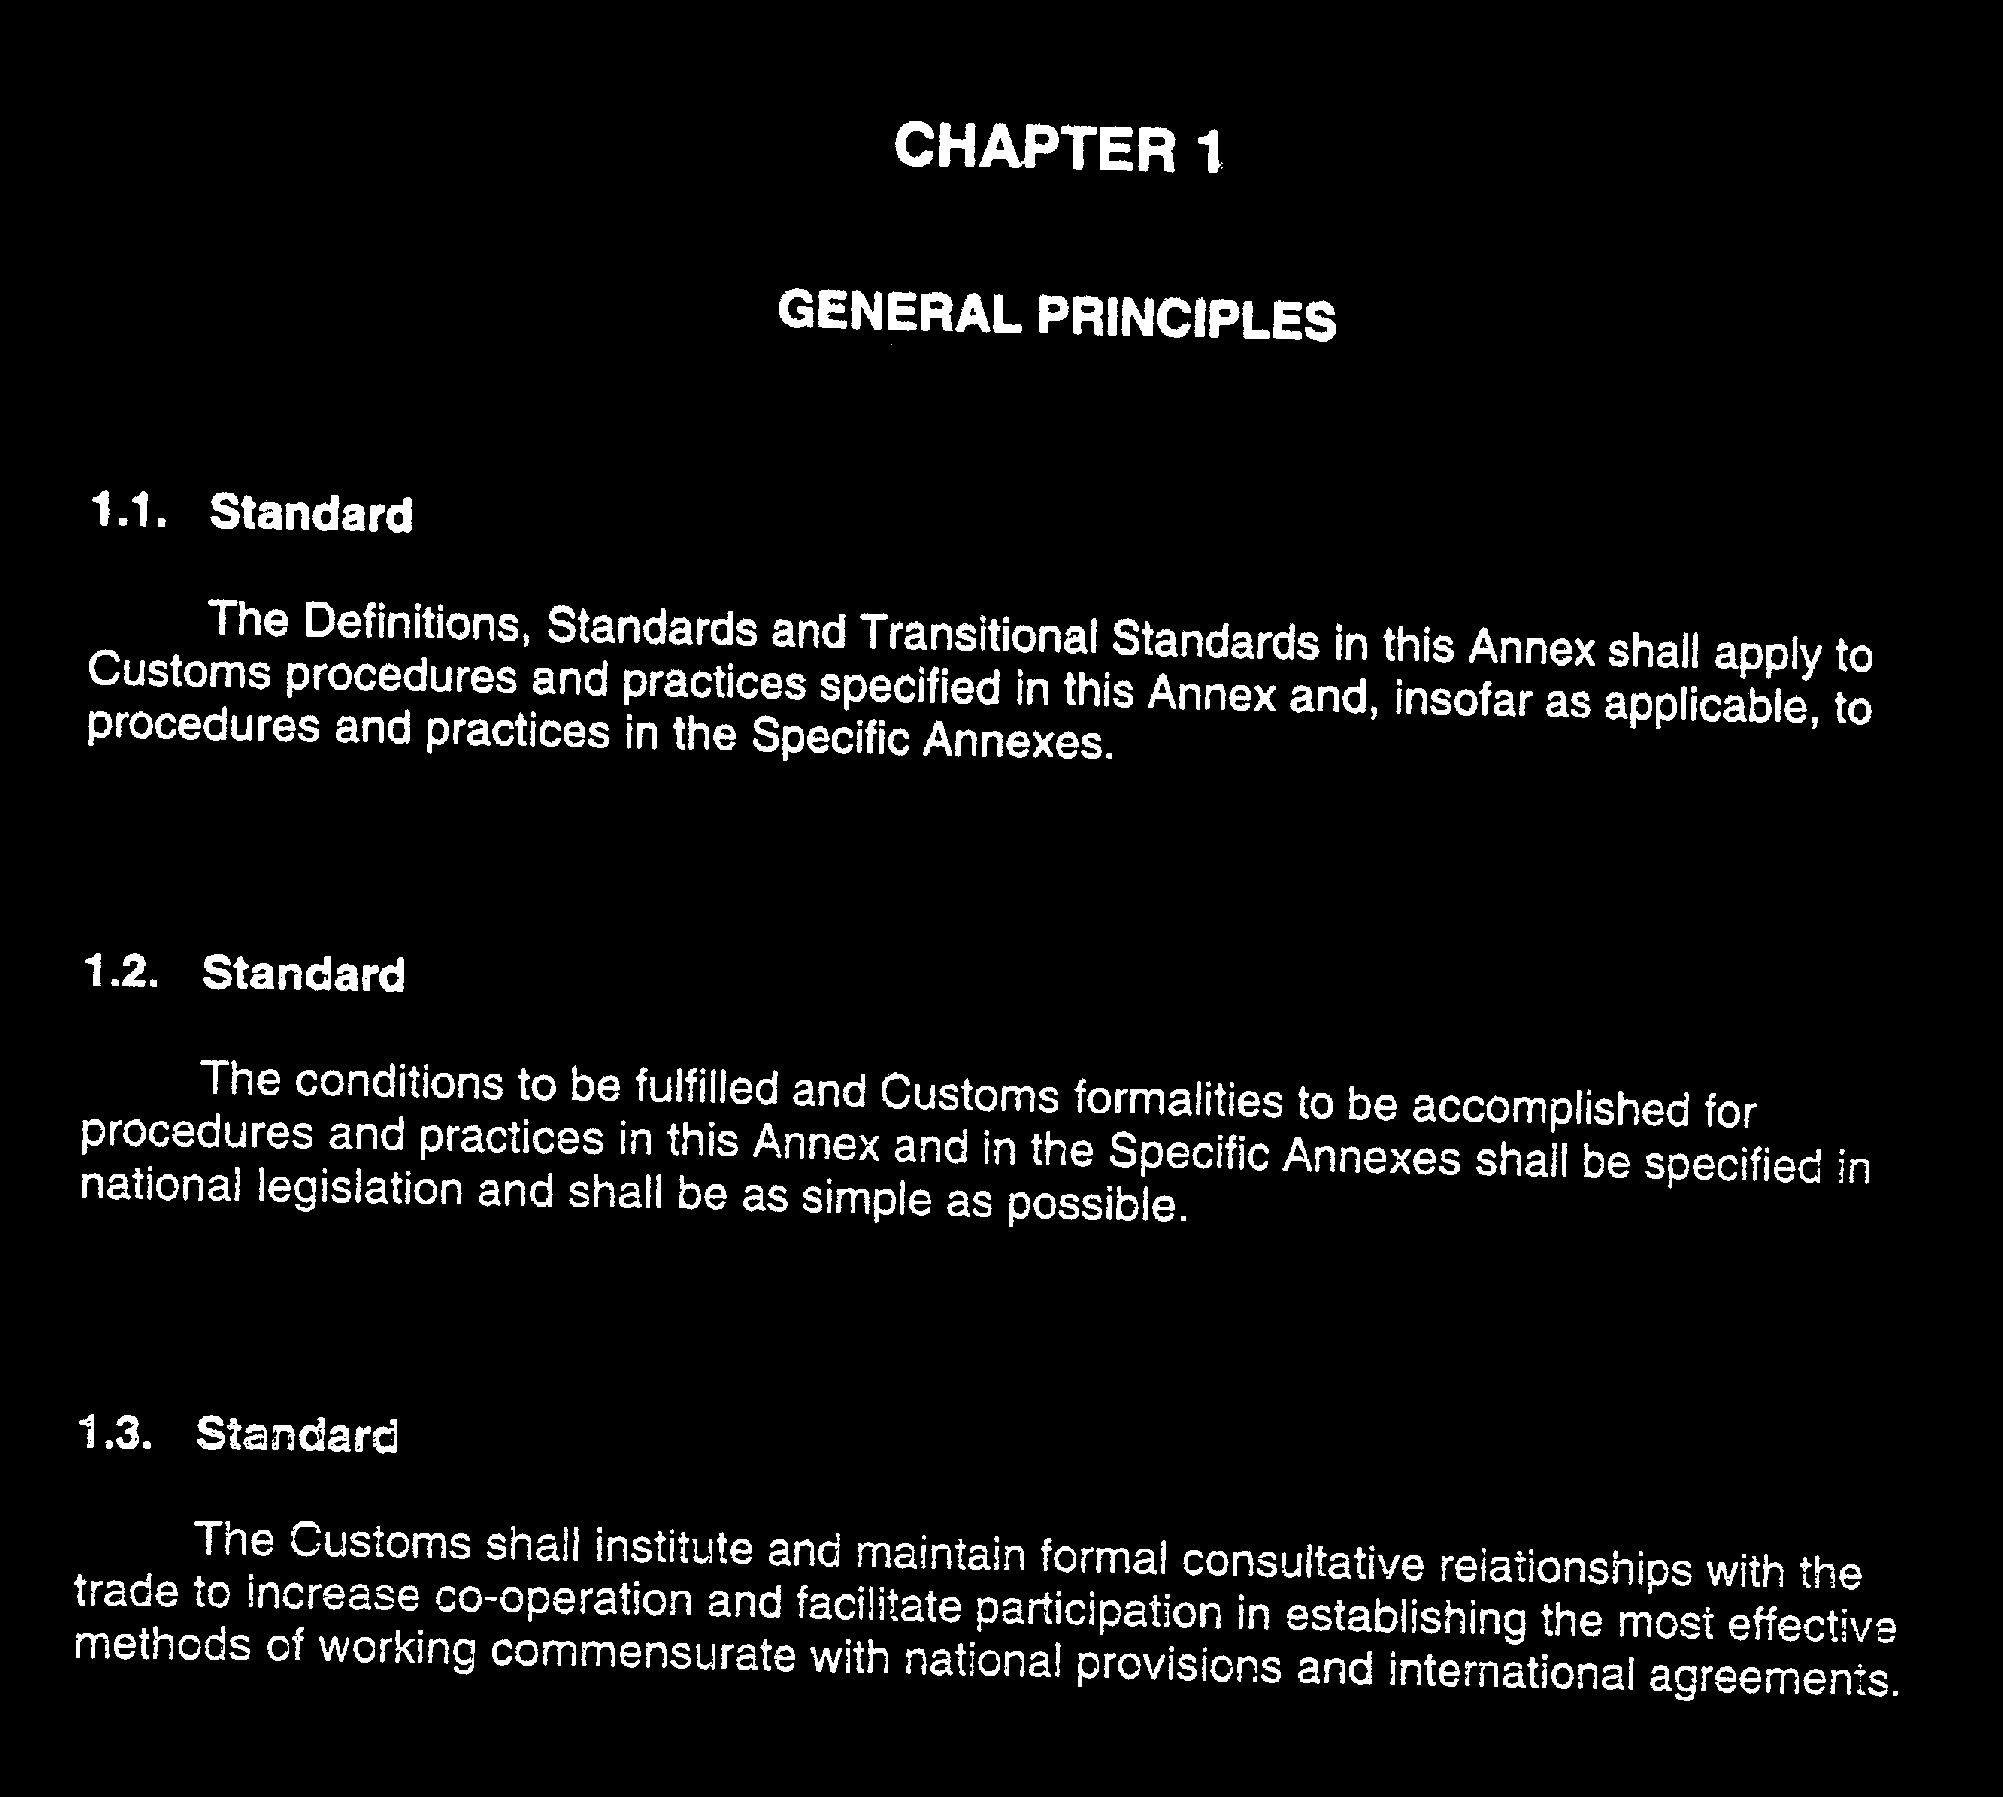 CHAPTER 1
GENERAL PRINCIPLES
1.1. Standard
The Definitions, Standards and Transitional Standards in this Annex shall apply to
Customs procedures and practices specified in this Annex and, insofar as applicable, to
procedures and practices in the Specific Annexes.
1.2. Standard
The conditions to be fulfilled and Customs formalities to be accomplished for
procedures and practices in this Annex and in the Specific Annexes shall be specified in
national legislation and shall be as simple as possible.
1.3. Standard
The Customs shall institute and maintain formal consultative relationships with the
trade to increase co-operation and facilitate participation in establishing the most effective
methods of working commensurate with national provisions and international agreements.